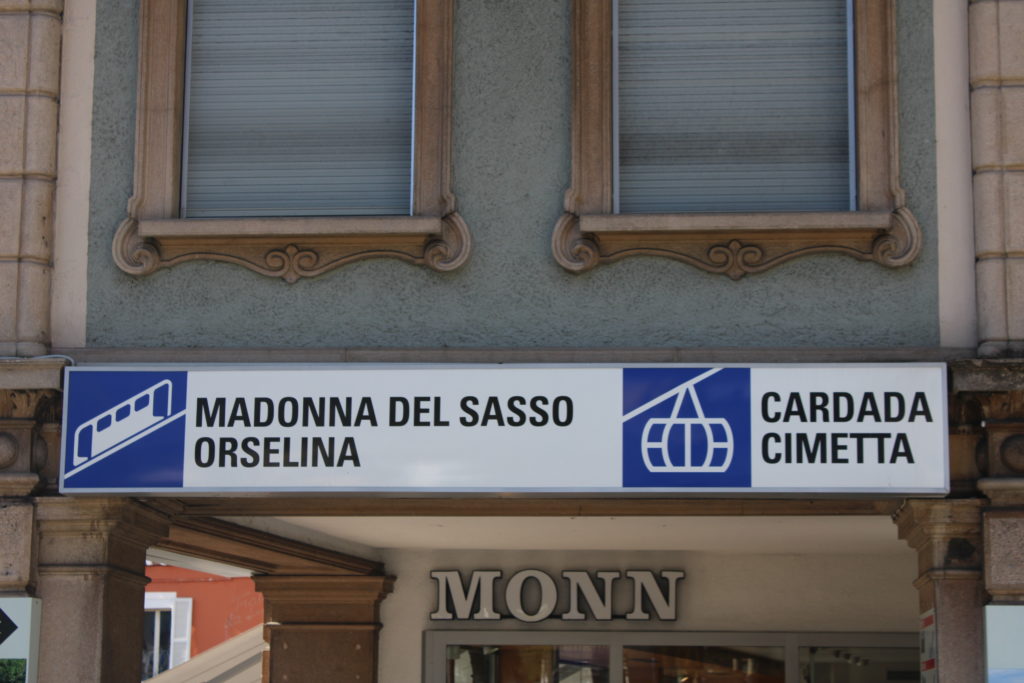 MADONNA DEL SASSO
ORSELINA
CARDADA
CIMETTA
MONN